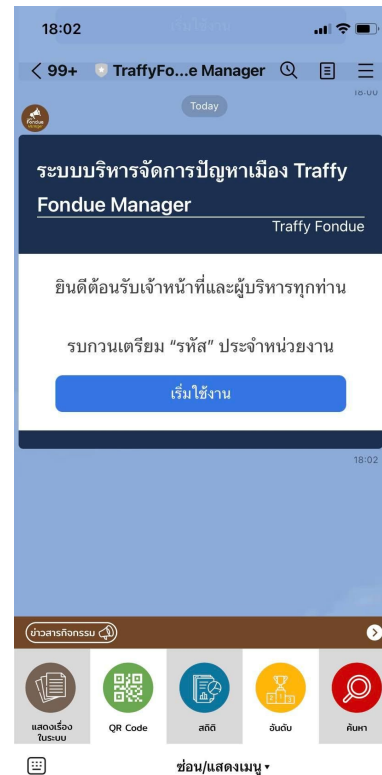 18:02
99+
TraffyFo...e Manager
18:00
Today
Fondue
Manager
ระบบบริหารจัดการปัญหาเมือง Traffy
Fondue Manager
Traffy Fondue
ยินดีต้อนรับเจ้าหน้าที่และผู้บริหารทุกท่าน
รบกวนเตรียม “รหัส” ประจำหน่วยงาน
เริ่มใช้งาน
18:02
ข่าวสารกิจกรรม
แสดงเรื่อง
ในระบบ
QR Code
สถิติ
อันดับ
ค้นหา
ซ่อน/แสดงเมนู